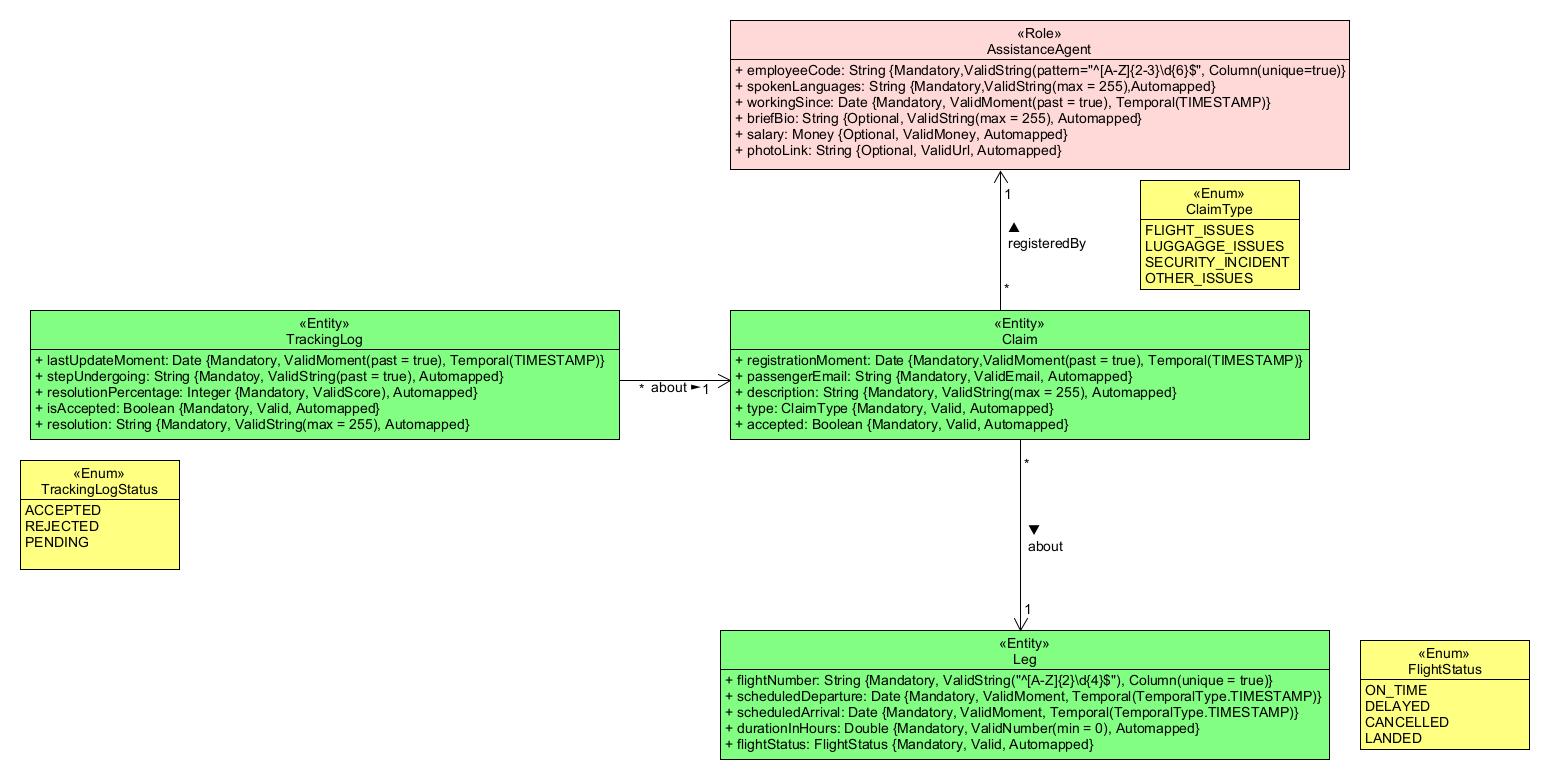 «Role»
AssistanceAgent
+ employeeCode: String {Mandatory,ValidString(pattern="^[A-Z]{2-3}\d{6}$", Column(unique=true)}
+ spokenLanguages: String {Mandatory,ValidString(max = 255),Automapped}
+ workingSince: Date {Mandatory, ValidMoment(past = true), Temporal(TIMESTAMP)}
+ briefBio: String {Optional, ValidString(max = 255), Automapped}
+ salary: Money {Optional, ValidMoney, Automapped}
+ photoLink: String {Optional, ValidUrl, Automapped}
1
▲
registeredBy
*
«Enum»
ClaimType
FLIGHT_ISSUES
LUGGAGGE_ISSUES
SECURITY_INCIDENT
OTHER_ISSUES
«Entity»
TrackingLog
+ lastUpdateMoment: Date {Mandatory, ValidMoment(past = true), Temporal(TIMESTAMP)}
+ stepUndergoing: String {Mandatoy, ValidString(past = true), Automapped}
+ resolutionPercentage: Integer {Mandatory, ValidScore), Automapped}
+ isAccepted: Boolean {Mandatory, Valid, Automapped}
+ resolution: String {Mandatory, ValidString(max = 255), Automapped}
* about ► 1
«Entity»
Claim
+ registrationMoment: Date {Mandatory,ValidMoment(past = true), Temporal(TIMESTAMP)}
+ passengerEmail: String {Mandatoy, ValidEmail, Automapped}
+ description: String {Mandatory, ValidString(max = 255), Automapped}
+ type: ClaimType {Mandatory, Valid, Automapped}
+ accepted: Boolean {Mandatory, Valid, Automapped}
«Enum»
TrackingLogStatus
ACCEPTED
REJECTED
PENDING
*
▼
about
1
«Entity»
Leg
+ flightNumber: String {Mandatory, ValidString("^[A-Z]{2}\d{4}$"), Column(unique = true)}
+ scheduledDeparture: Date {Mandatory, ValidMoment, Temporal(TemporalType.TIMESTAMP)}
+ scheduledArrival: Date {Mandatory, ValidMoment, Temporal(TemporalType.TIMESTAMP)}
+ durationInHours: Double {Mandatory, ValidNumber(min = 0), Automapped}
+ flightStatus: FlightStatus {Mandatory, Valid, Automapped}
«Enum»
FlightStatus
ON_TIME
DELAYED
CANCELLED
LANDED